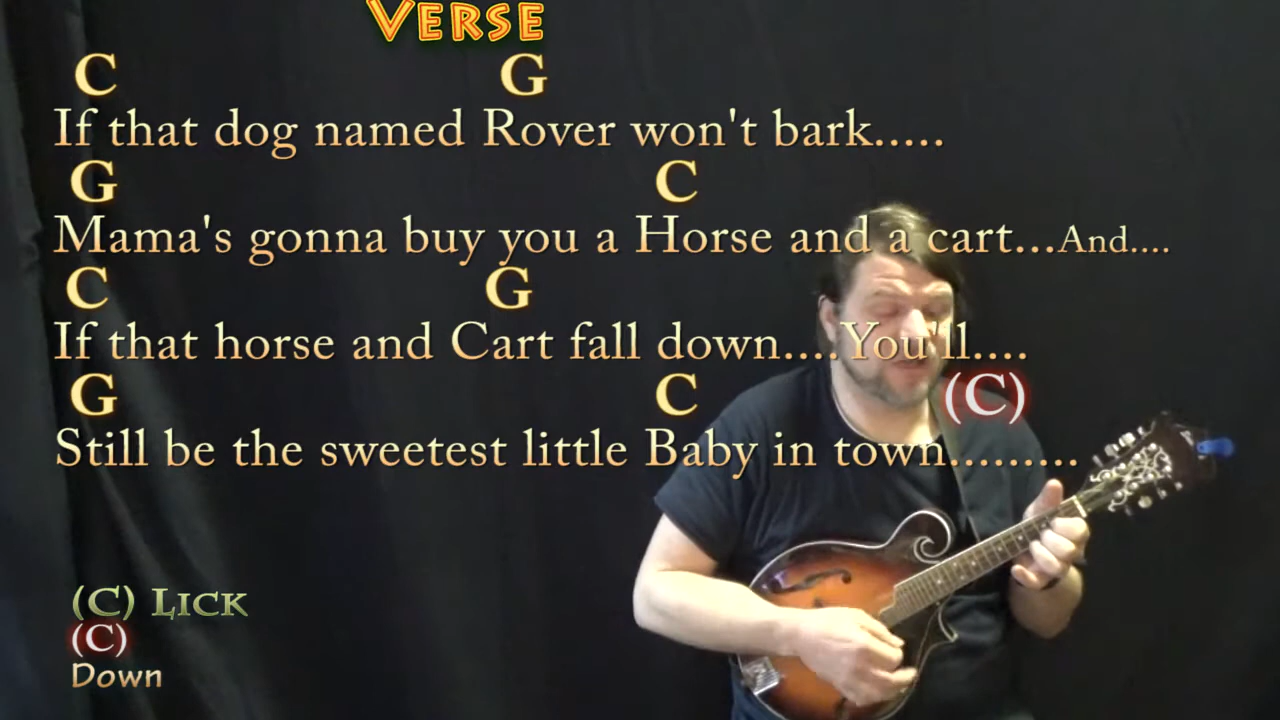 VERSE
C G
If that dog named Rover won't bark.....
G C
Mama's gonna buy you a Horse and a cart...And....
C G
If that horse and Cart fall down....You'll....
G C (C)
Still be the sweetest little Baby in town.........
(C) LICK
(C)
Down